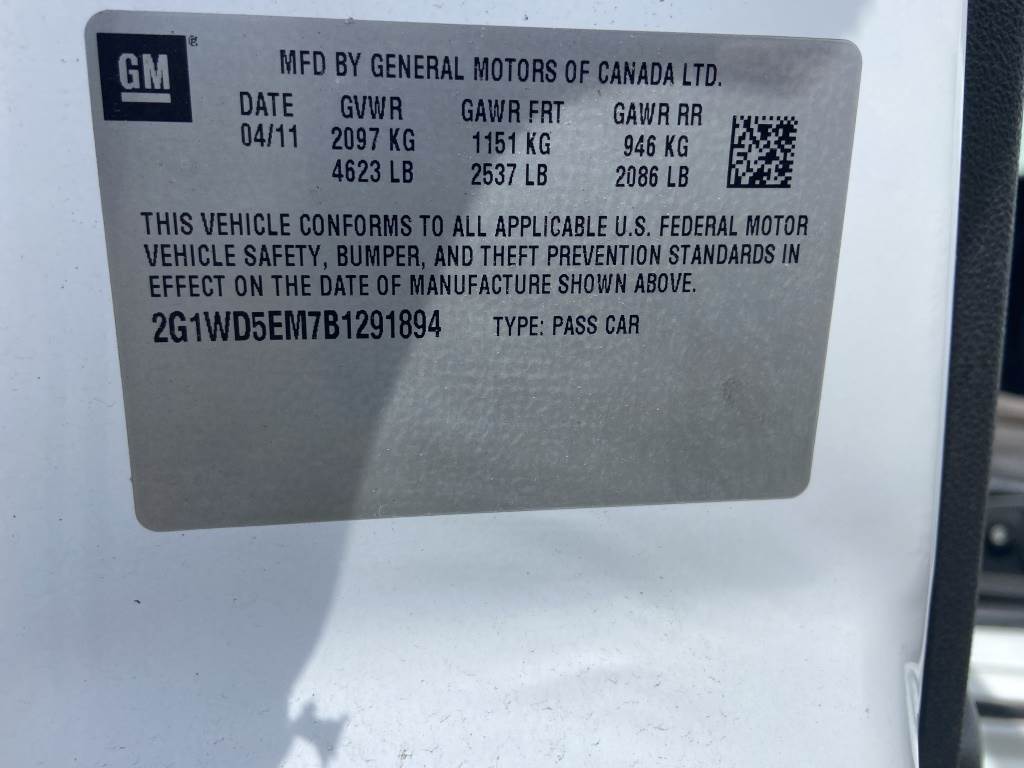 GM ®
MFD BY GENERAL MOTORS OF CANADA LTD.
DATE GVWR GAWR FRT GAWR RR
04/11 2097 KG 1151 KG 946 KG
4623 LB 2537 LB 2086 LB
THIS VEHICLE CONFORMS TO ALL APPLICABLE U.S. FEDERAL MOTOR
VEHICLE SAFETY, BUMPER, AND THEFT PREVENTION STANDARDS IN
EFFECT ON THE DATE OF MANUFACTURE SHOWN ABOVE.
2G1WD5EM7B1291894 TYPE: PASS CAR